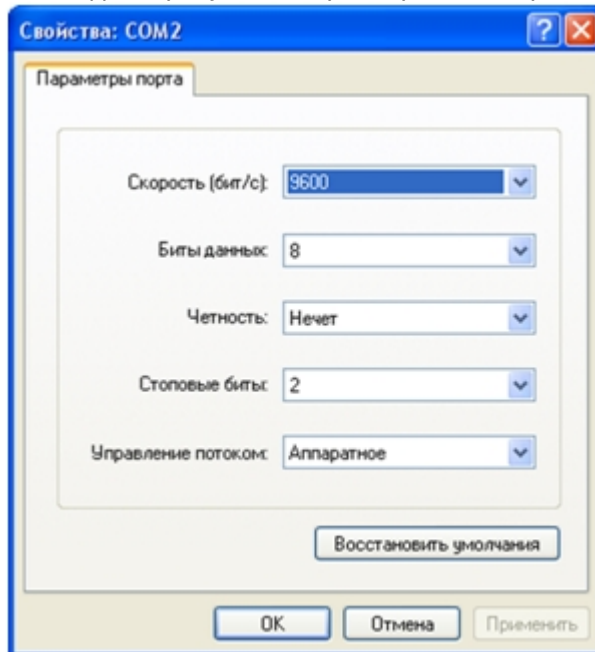 Свойства: COM2
Параметры порта
Скорость (бит/с): 9600
Биты данных: 8
Четность: Нечет
Стоповые биты: 2
Управление потоком: Аппаратное
Восстановить умолчания
OK Отмена Применить